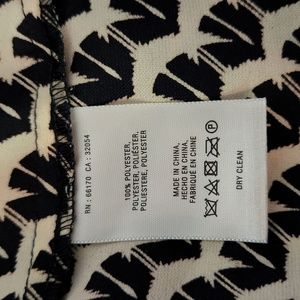 RN : 66170 CA : 32054
100% POLYESTER,
POLYESTER, POLIÉSTER,
POLIESTERE, POLYESTER
MADE IN CHINA,
HECHO EN CHINA,
FABRIQUÉ EN CHINE
P
DRY CLEAN